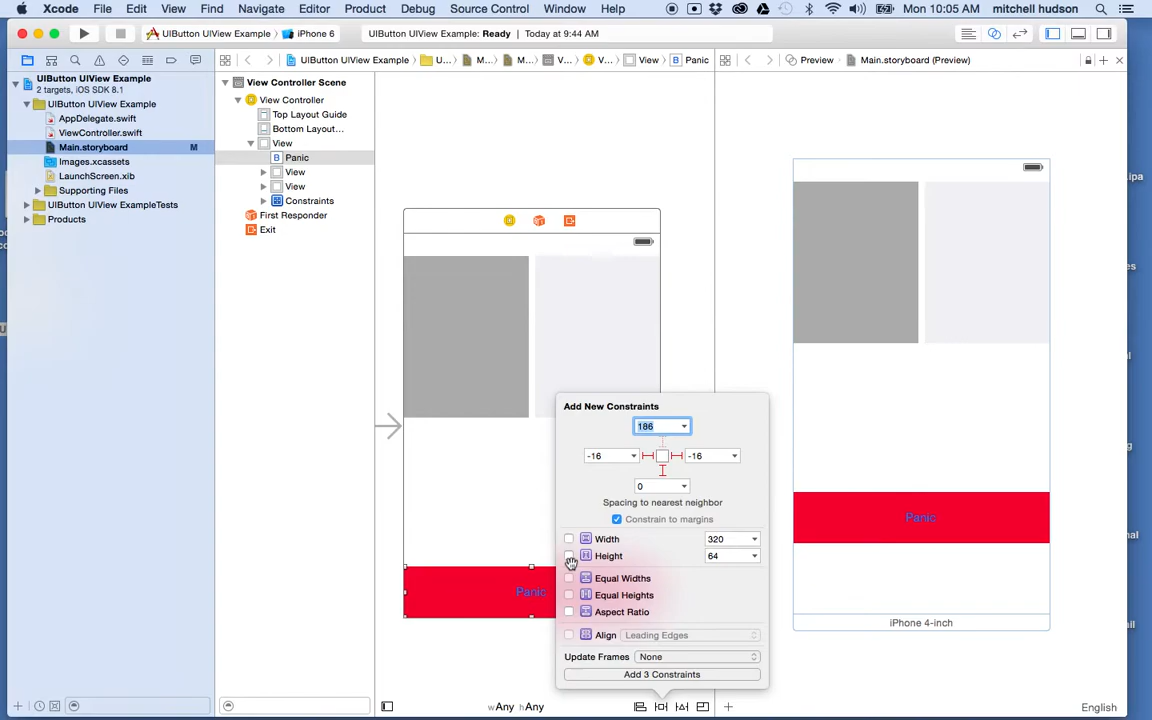 Xcode File Edit View Find Navigate Editor Product Debug Source Control Window Help Mon 10:05 AM mitchell hudson
UIButton UIView Example iPhone 6 UIButton UIView Example: Ready Today at 9:44 AM
UIButton UIView Example U... M... M... V... V... View Panic Preview Main.storyboard (Preview)
UIButton UIView Example
2 targets, iOS SDK 8.1
UIButton UIView Example
AppDelegate.swift
ViewController.swift
Main.storyboard M
Images.xcassets
LaunchScreen.xib
Supporting Files
UIButton UIView ExampleTests
Products
View Controller Scene
View Controller
Top Layout Guide
Bottom Layout...
View
Panic
View
View
Constraints
First Responder
Exit
Panic
Add New Constraints
186
-16 -16
0
Spacing to nearest neighbor
Constrain to margins
Width 320
Height 64
Equal Widths
Equal Heights
Aspect Ratio
Align Leading Edges
Update Frames None
Add 3 Constraints
Panic
iPhone 4-inch
wAny hAny
English